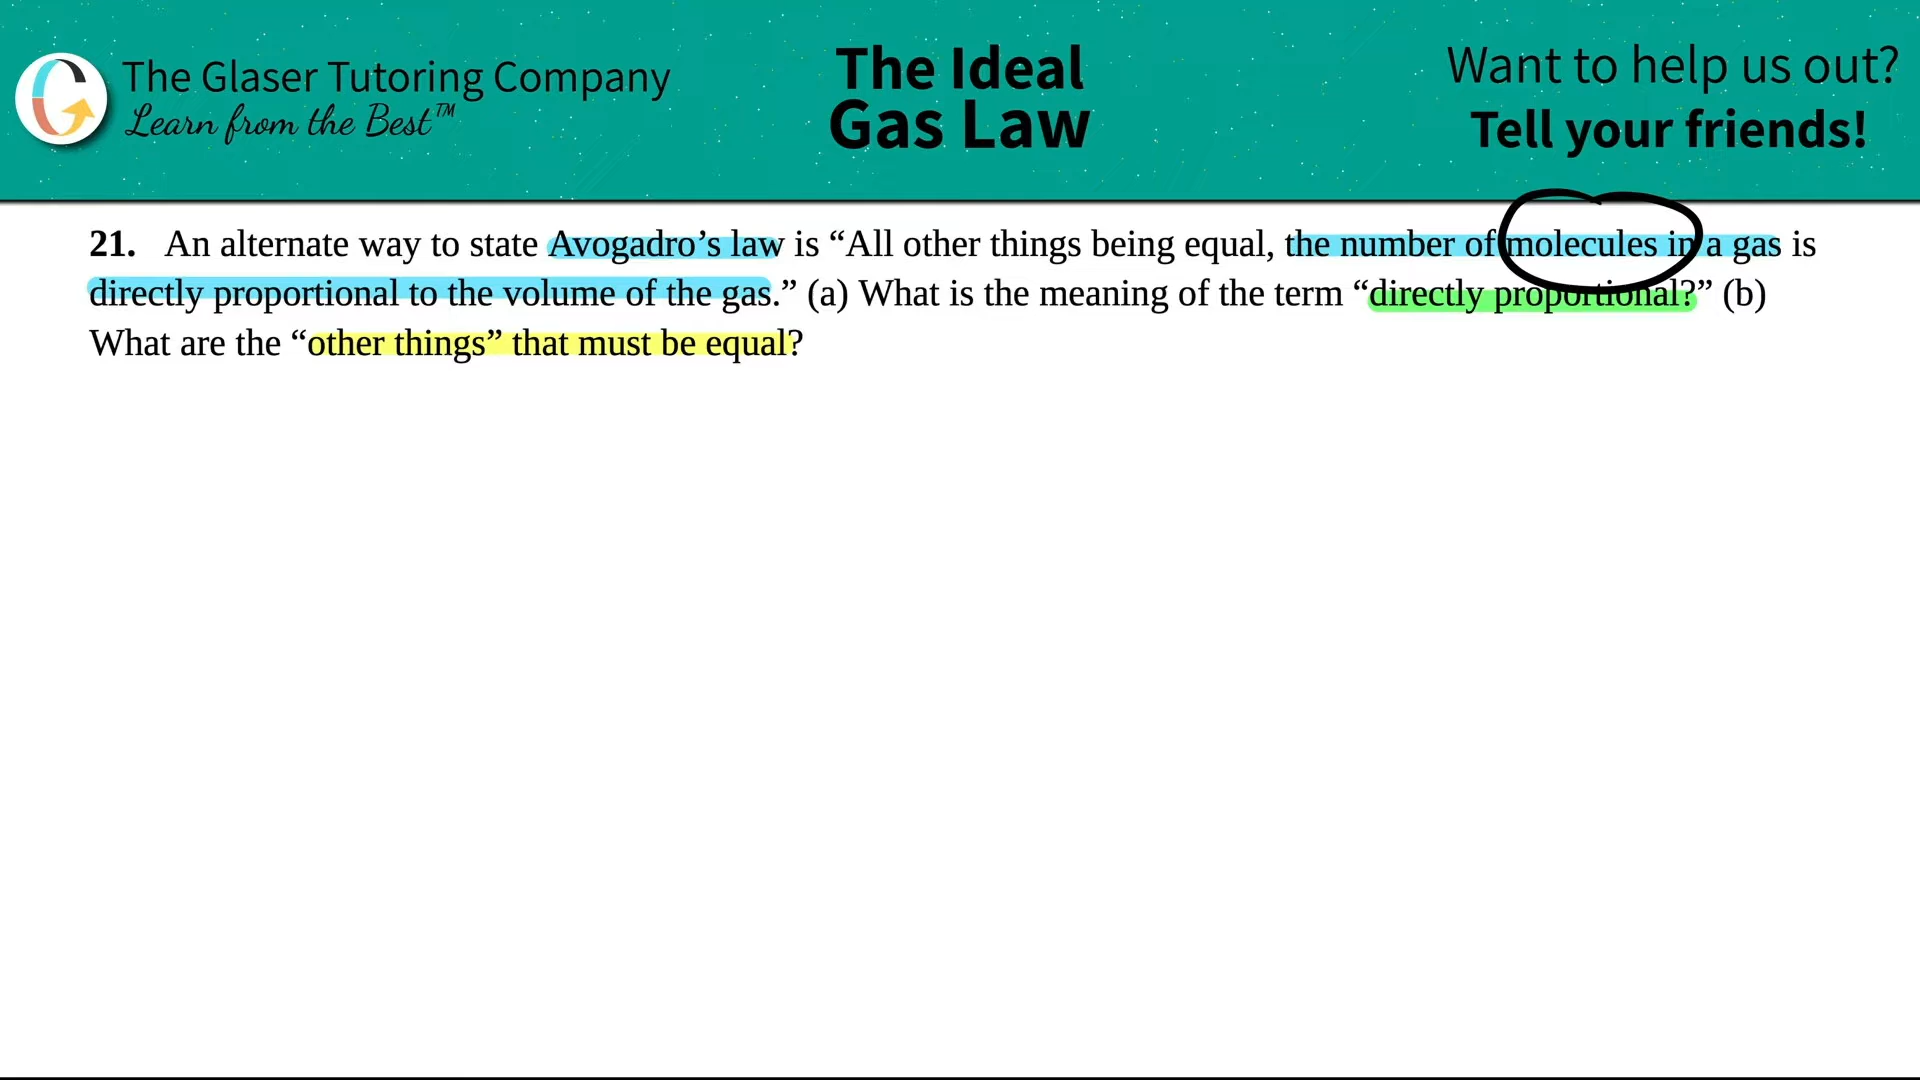 The Glaser Tutoring Company
Learn from the Best™
The Ideal
Gas Law
Want to help us out?
Tell your friends!
21. An alternate way to state Avogadro’s law is “All other things being equal, the number of molecules in a gas is
directly proportional to the volume of the gas.” (a) What is the meaning of the term “directly proportional?” (b)
What are the “other things” that must be equal?